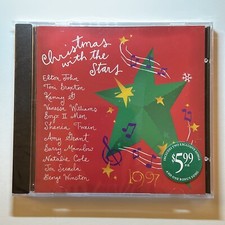 Christmas
with the
Stars
Elton John
Toni Braxton
Kenny G
Vanessa Williams
Boyz II Men
Shania Twain
Amy Grant
Barry Manilow
Natalie Cole
Jon Secada
George Winston
1997
$5.99